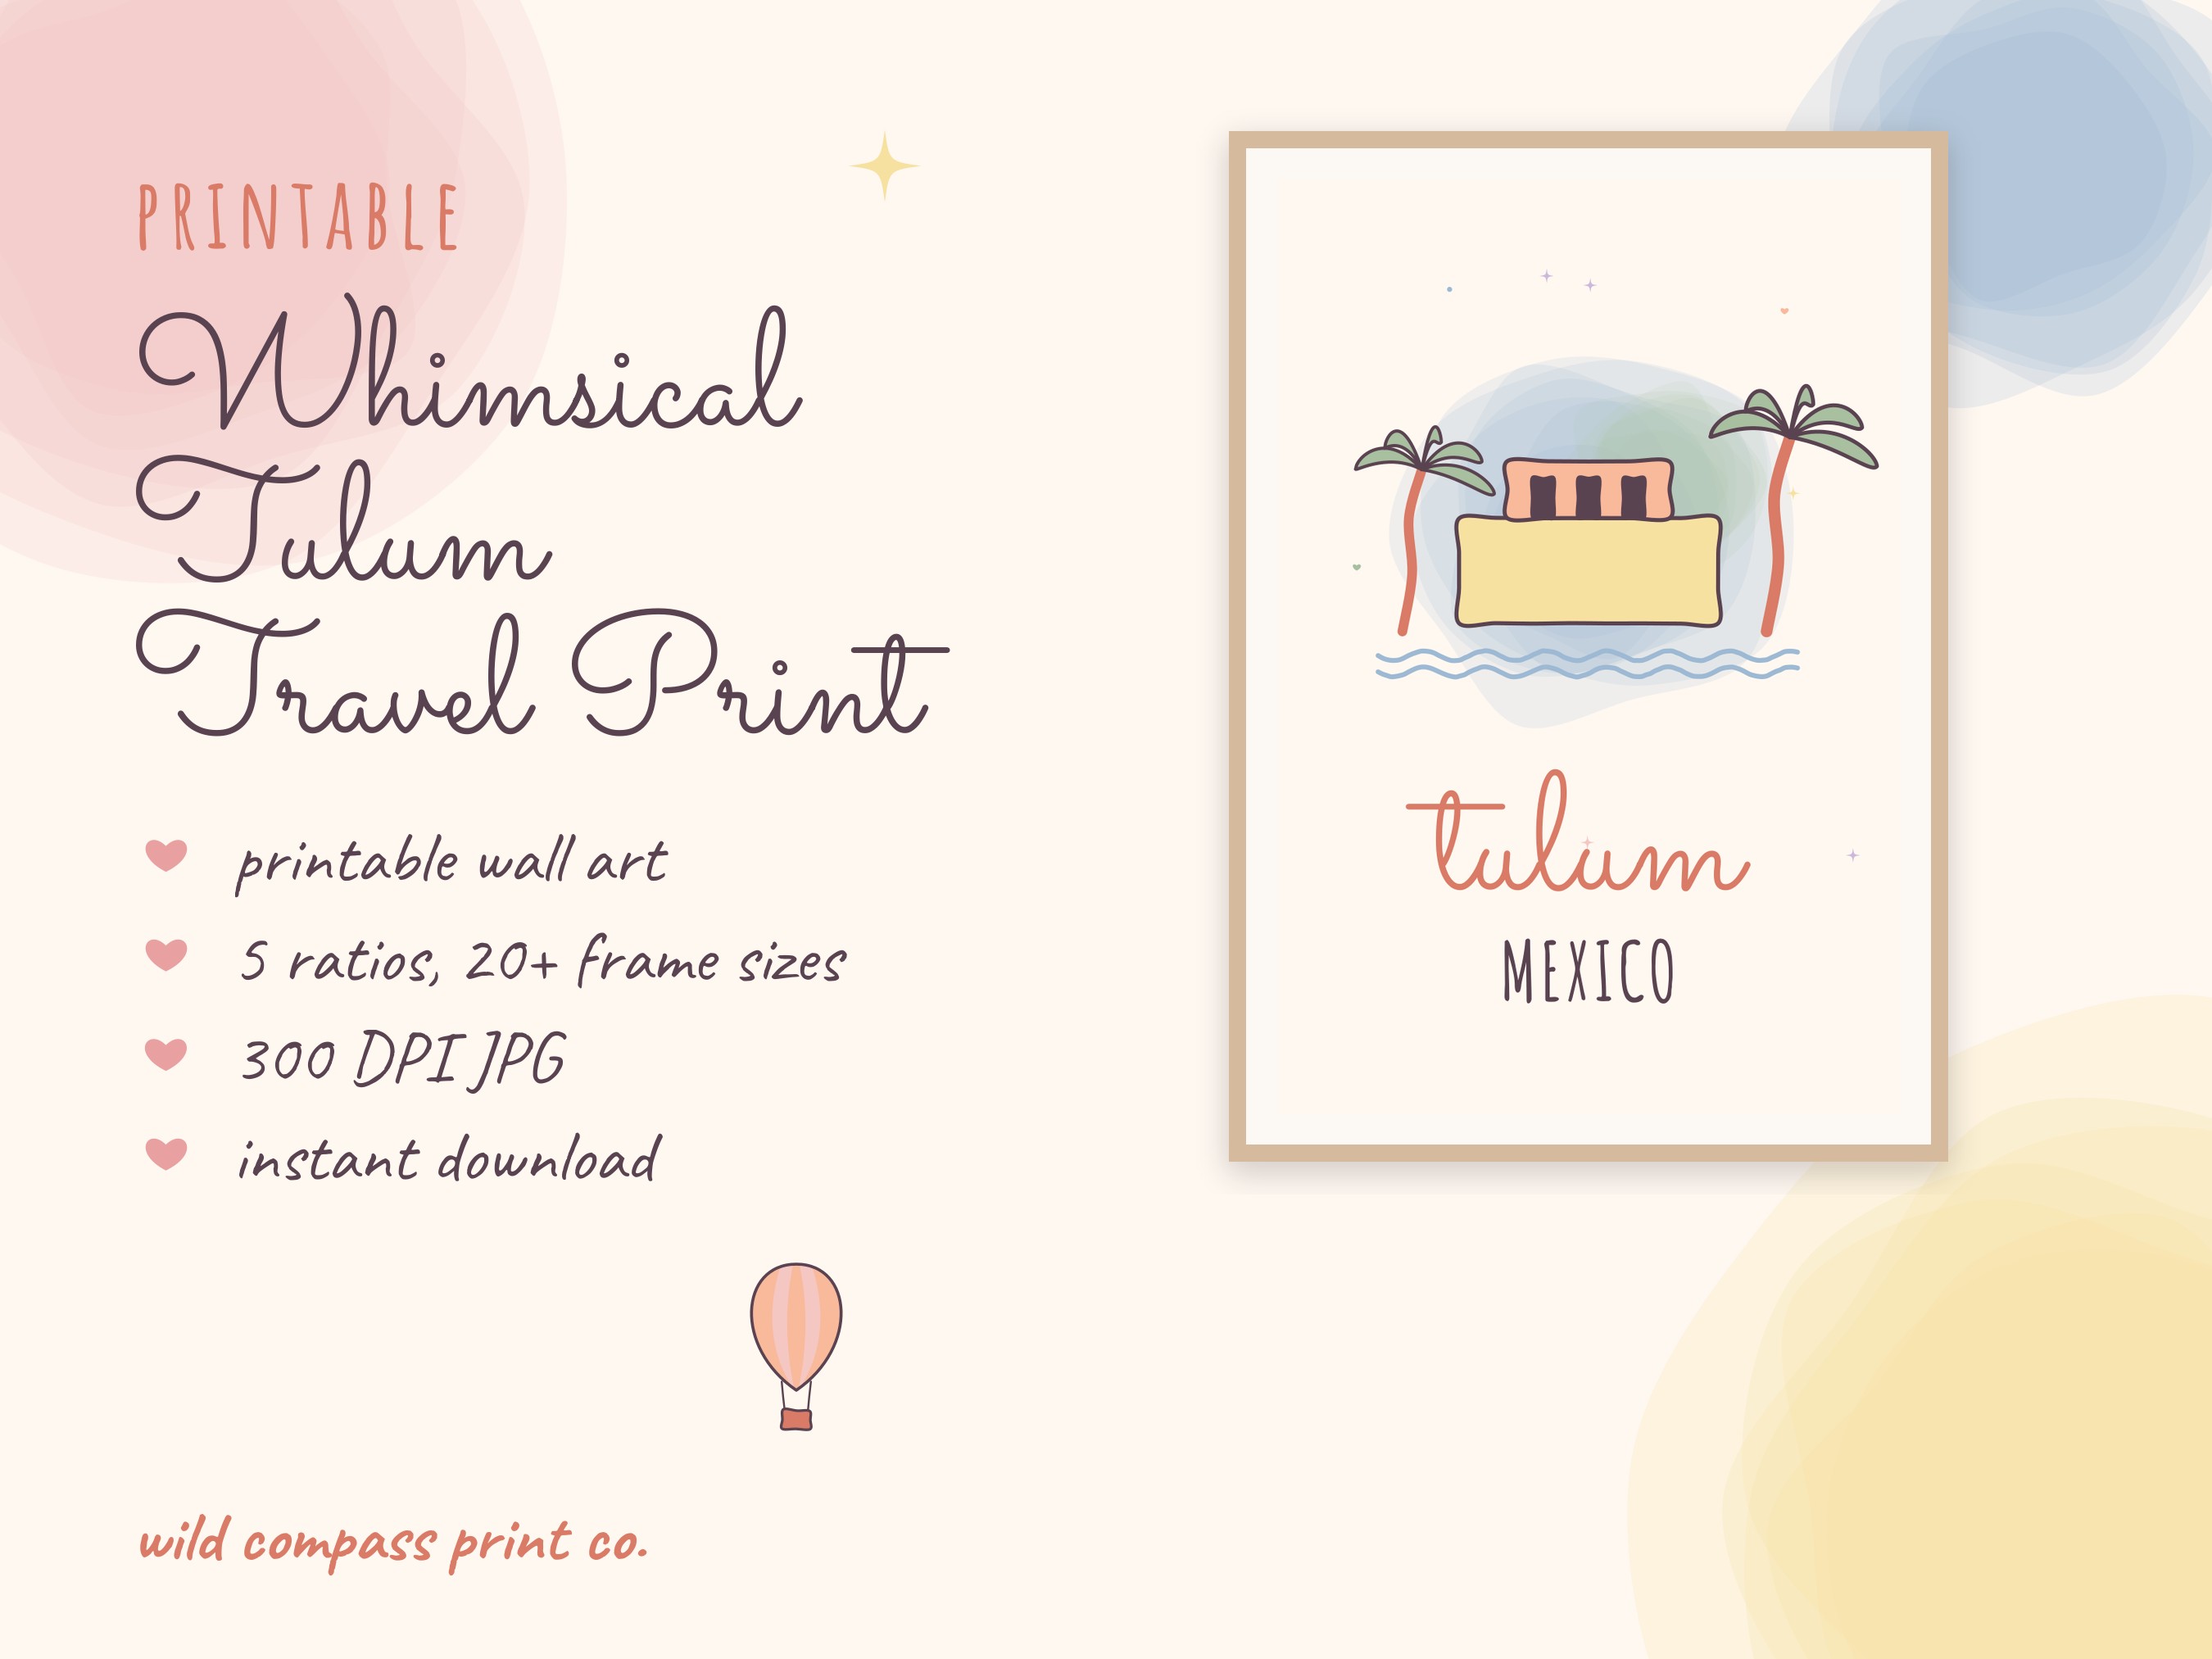 PRINTABLE
Whimsical
Tulum
Travel Print
printable wall art
5 ratios, 20+ frame sizes
300 DPI JPG
instant download
wild compass print co.
tulum
MEXICO